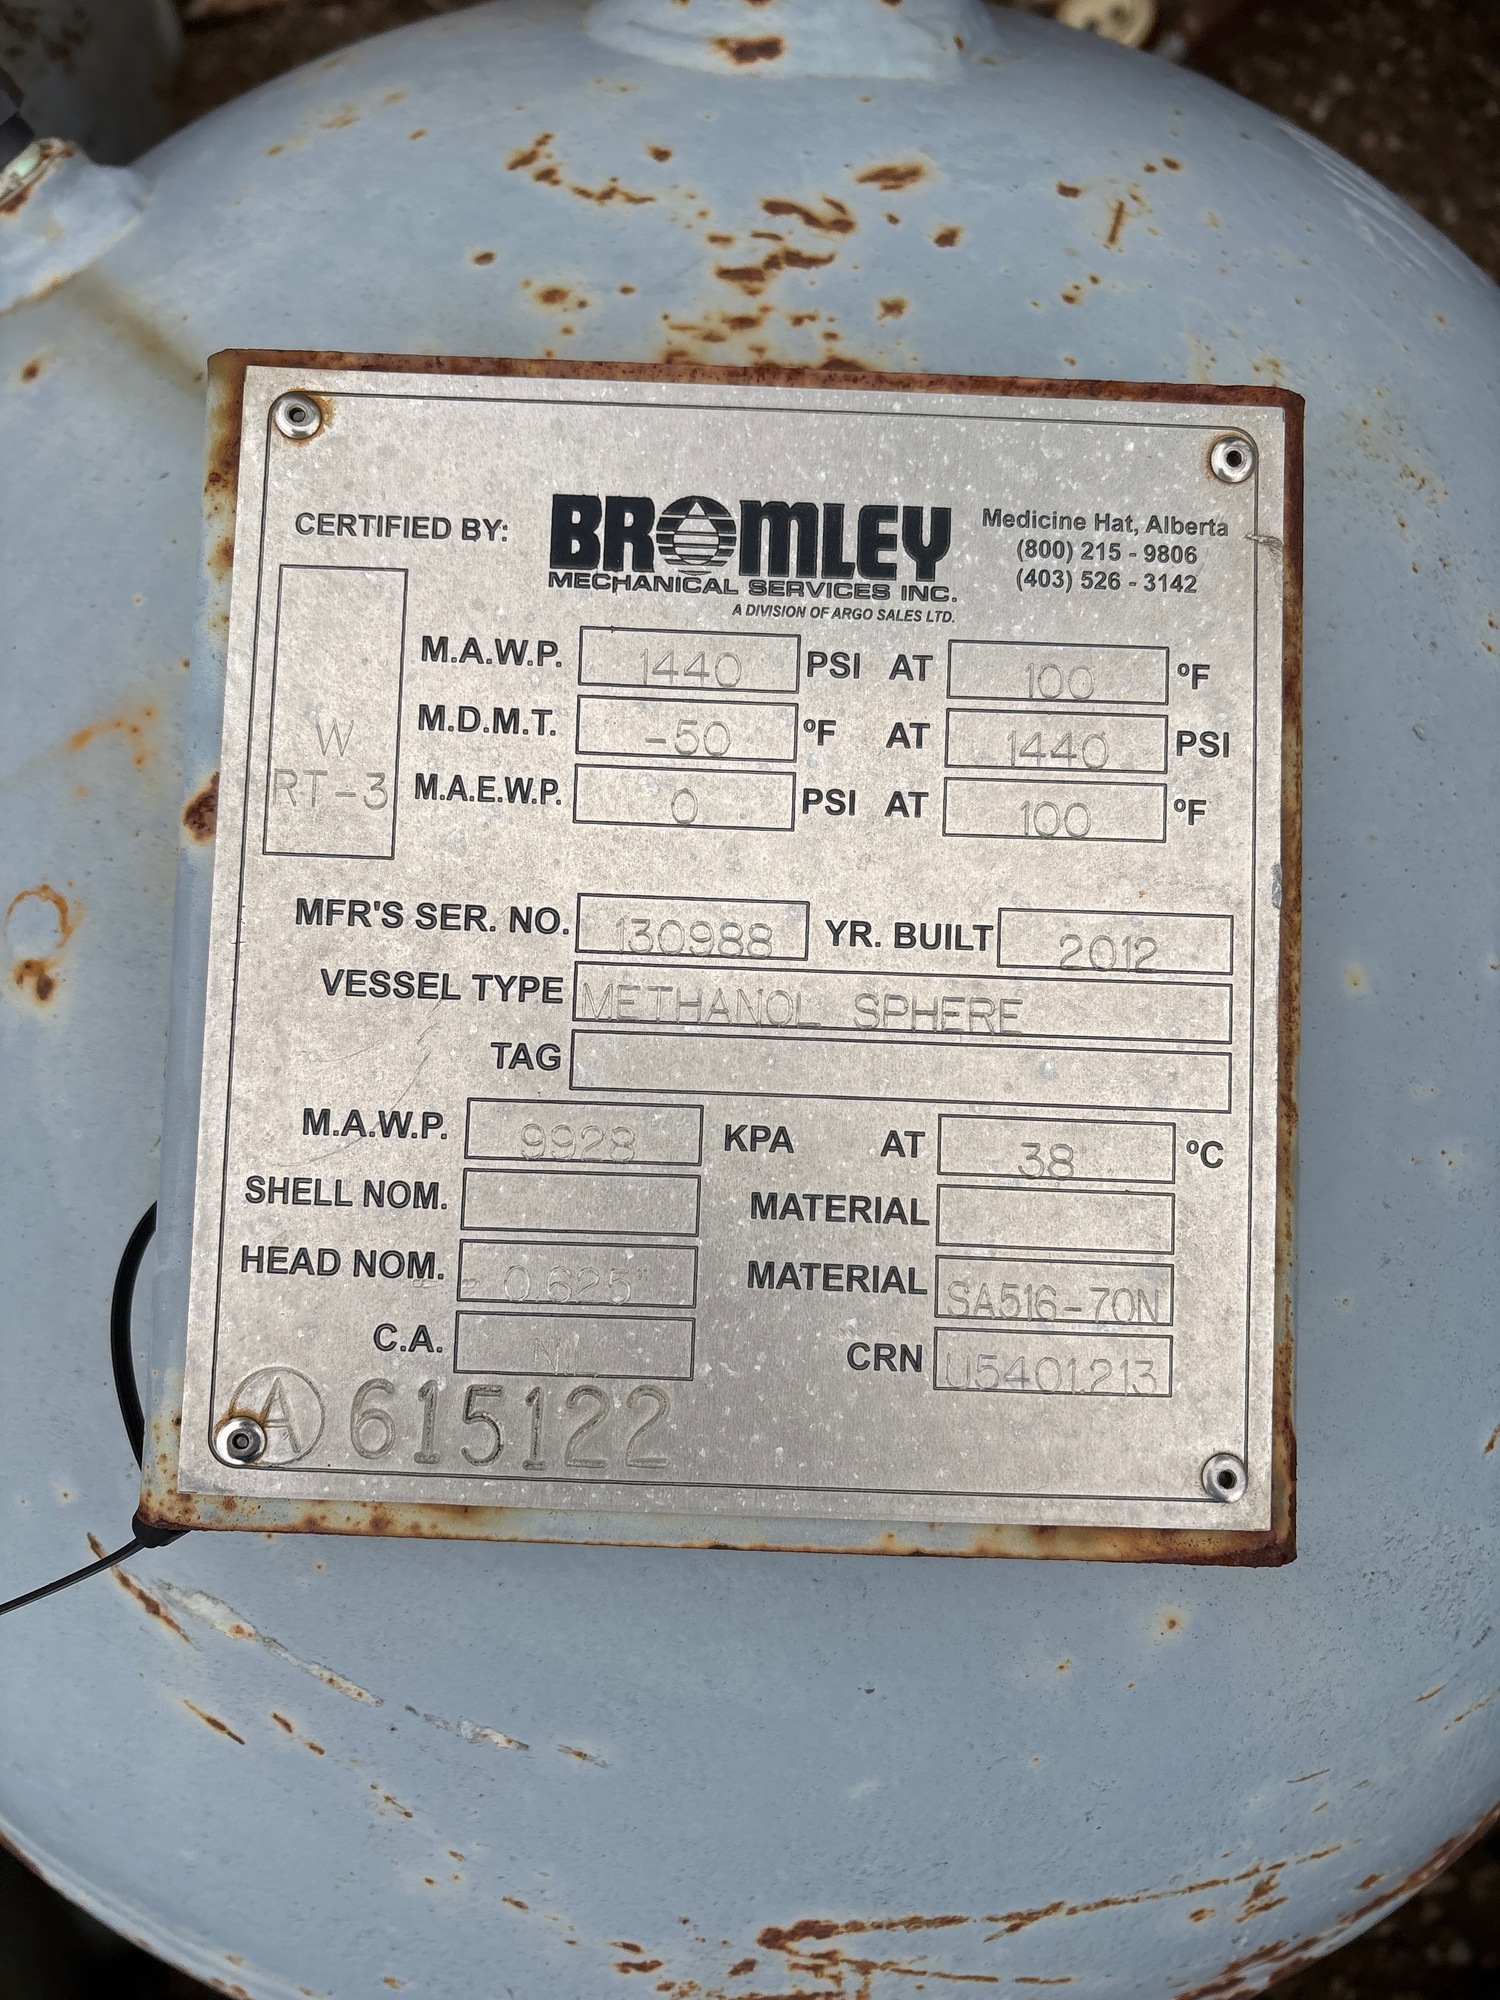 CERTIFIED BY: BROMLEY MECHANICAL SERVICES INC.
A DIVISION OF ARGO SALES LTD.
Medicine Hat, Alberta
(800) 215 - 9806
(403) 526 - 3142
W
RT-3
M.A.W.P. 1440 PSI AT 100 ºF
M.D.M.T. -50 ºF AT 1440 PSI
M.A.E.W.P. 0 PSI AT 100 ºF
MFR'S SER. NO. 130988 YR. BUILT 2012
VESSEL TYPE METHANOL SPHERE
TAG
M.A.W.P. 9928 KPA AT 38 ºC
SHELL NOM. MATERIAL
HEAD NOM. 0.625" MATERIAL SA516-70N
C.A. NIL CRN U5401.213
A 615122